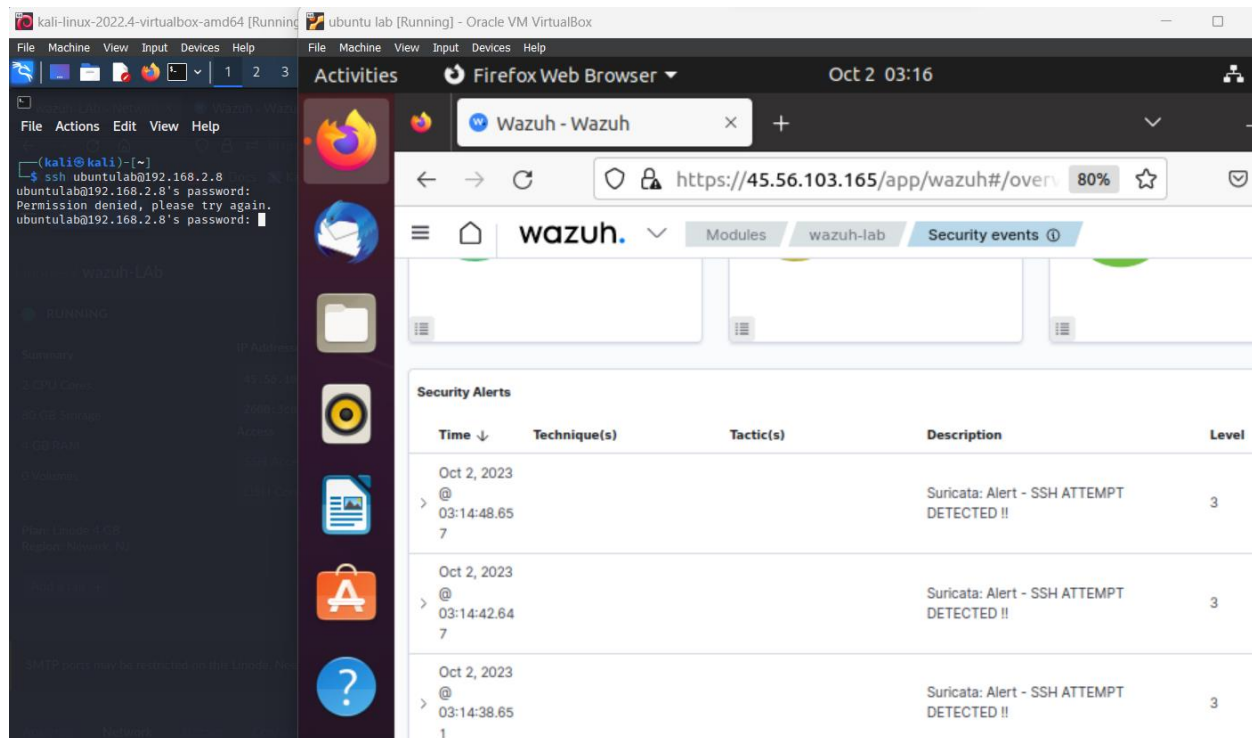 kali-linux-2022.4-virtualbox-amd64 [Running
File Machine View Input Devices Help
1 2 3
File Actions Edit View Help
┌──(kali㉿kali)-[~]
└─$ ssh ubuntulab@192.168.2.8
ubuntulab@192.168.2.8's password:
Permission denied, please try again.
ubuntulab@192.168.2.8's password:
wazuh-LAb
RUNNING
Summary
ubuntu lab [Running] - Oracle VM VirtualBox
File Machine View Input Devices Help
Activities Firefox Web Browser Oct 2 03:16
Wazuh - Wazuh
https://45.56.103.165/app/wazuh#/over 80%
wazuh. Modules wazuh-lab Security events
Security Alerts
Time ↓ Technique(s) Tactic(s) Description Level
Oct 2, 2023
@
03:14:48.65
7
Suricata: Alert - SSH ATTEMPT
DETECTED !!
3
Oct 2, 2023
@
03:14:42.64
7
Suricata: Alert - SSH ATTEMPT
DETECTED !!
3
Oct 2, 2023
@
03:14:38.65
1
Suricata: Alert - SSH ATTEMPT
DETECTED !!
3